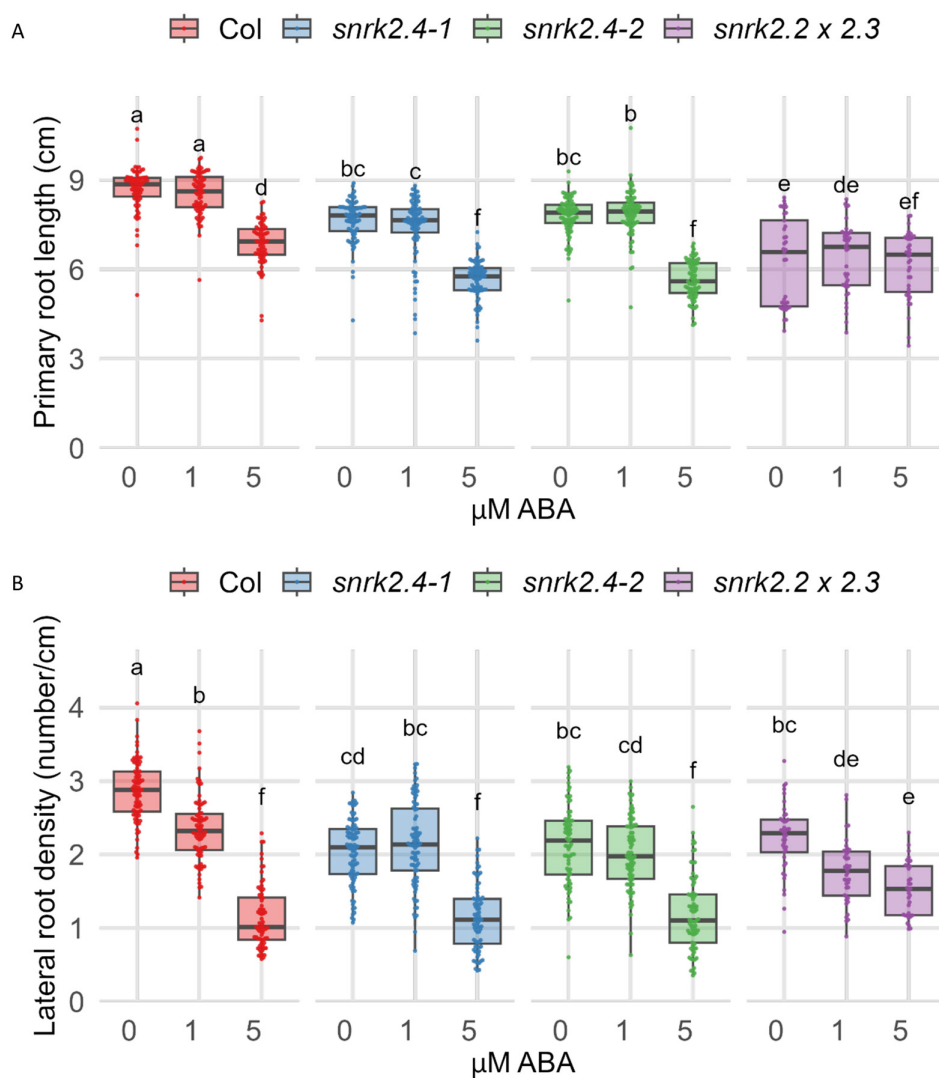 A
Col snrk2.4-1 snrk2.4-2 snrk2.2 x 2.3
Primary root length (cm)
9
6
3
0
a a d
bc c f
bc b f
e de ef
0 1 5 0 1 5 0 1 5 0 1 5
µM ABA
B
Col snrk2.4-1 snrk2.4-2 snrk2.2 x 2.3
Lateral root density (number/cm)
4
3
2
1
0
a b f
cd bc f
bc cd f
bc de e
0 1 5 0 1 5 0 1 5 0 1 5
µM ABA